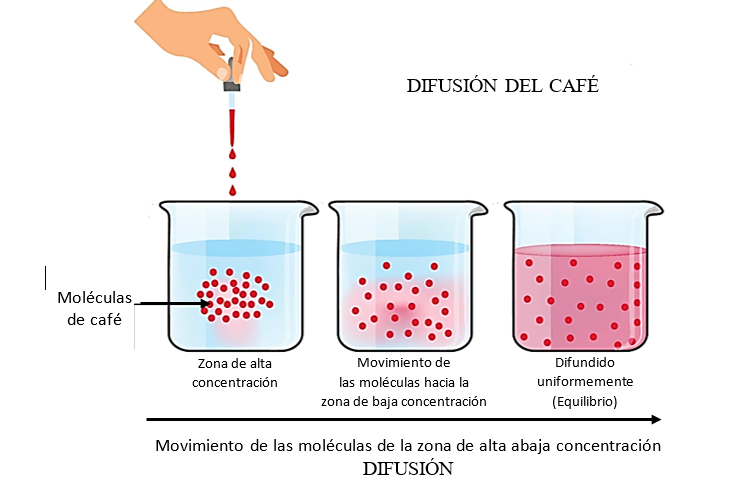 DIFUSIÓN DEL CAFÉ
Moléculas
de café
Zona de alta
concentración
Movimiento de
las moléculas hacia la
zona de baja concentración
Difundido
uniformemente
(Equilibrio)
Movimiento de las moléculas de la zona de alta abaja concentración
DIFUSIÓN